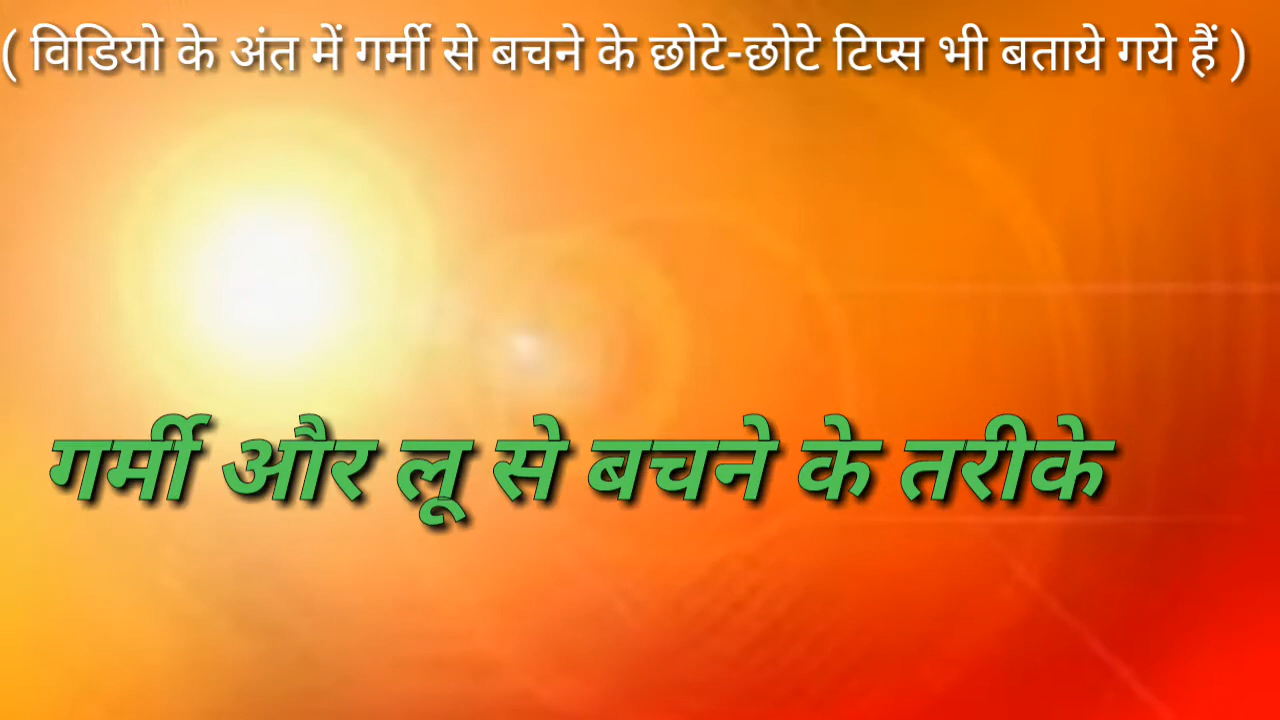 ( विडियो के अंत में गर्मी से बचने के छोटे-छोटे टिप्स भी बताये गये हैं )
गर्मी और लू से बचने के तरीके